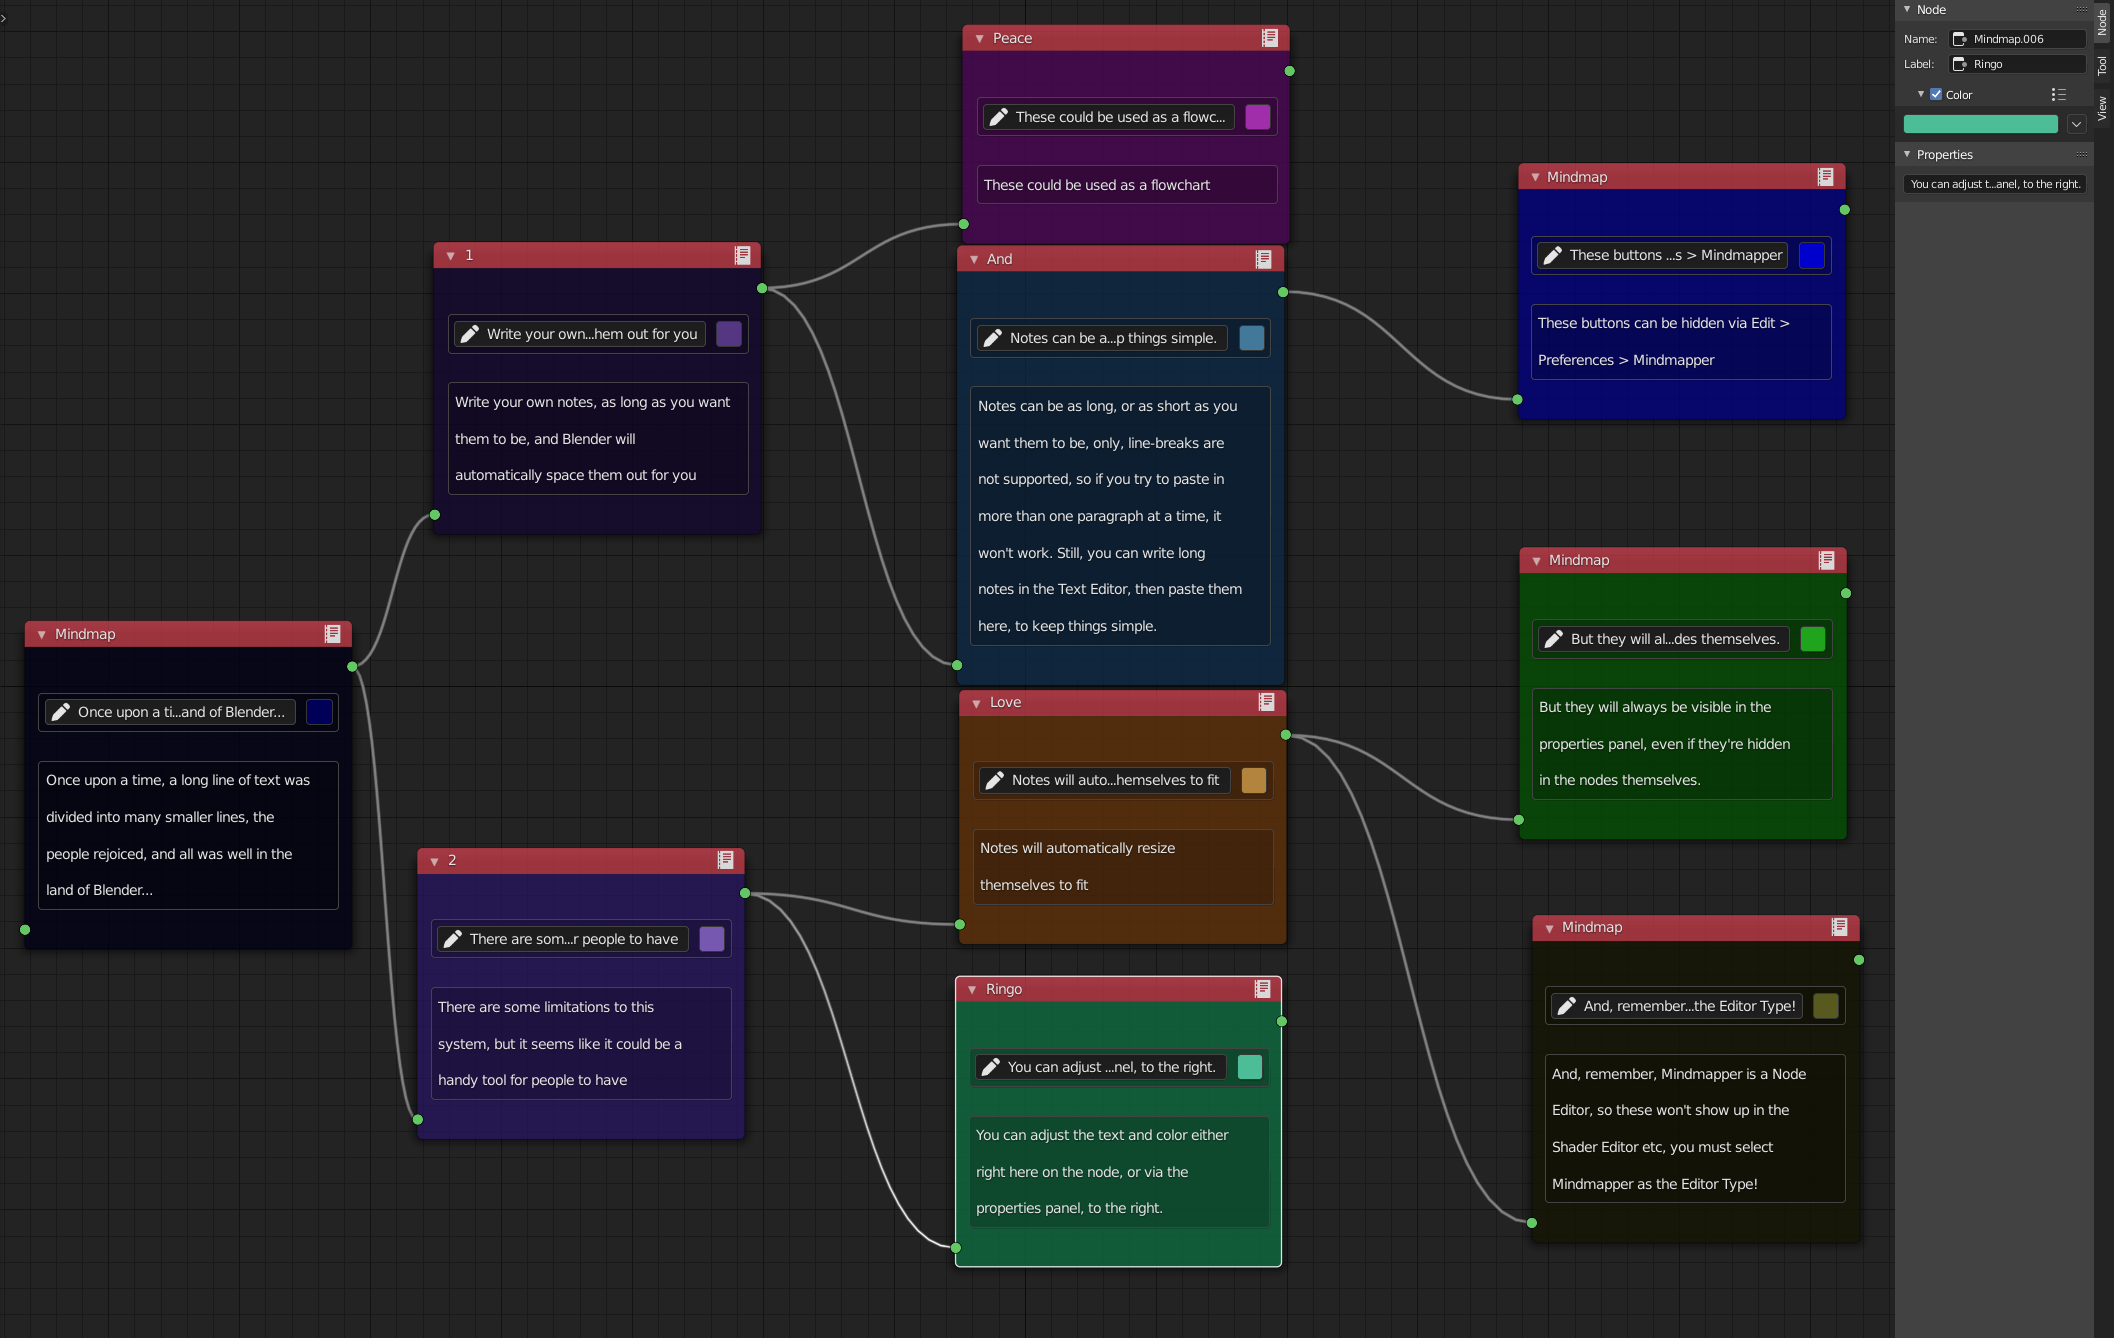 Peace
These could be used as a flowc...
These could be used as a flowchart
1
Write your own...hem out for you
Write your own notes, as long as you want
them to be, and Blender will
automatically space them out for you
And
Notes can be a...p things simple.
Notes can be as long, or as short as you
want them to be, only, line-breaks are
not supported, so if you try to paste in
more than one paragraph at a time, it
won't work. Still, you can write long
notes in the Text Editor, then paste them
here, to keep things simple.
Mindmap
These buttons ...s > Mindmapper
These buttons can be hidden via Edit >
Preferences > Mindmapper
Mindmap
Once upon a ti...and of Blender...
Once upon a time, a long line of text was
divided into many smaller lines, the
people rejoiced, and all was well in the
land of Blender...
2
There are som...r people to have
There are some limitations to this
system, but it seems like it could be a
handy tool for people to have
Love
Notes will auto...hemselves to fit
Notes will automatically resize
themselves to fit
Ringo
You can adjust ...nel, to the right.
You can adjust the text and color either
right here on the node, or via the
properties panel, to the right.
Mindmap
But they will al...des themselves.
But they will always be visible in the
properties panel, even if they're hidden
in the nodes themselves.
Mindmap
And, remember...the Editor Type!
And, remember, Mindmapper is a Node
Editor, so these won't show up in the
Shader Editor etc, you must select
Mindmapper as the Editor Type!
Node
Name: Mindmap.006
Label: Ringo
Color
Properties
You can adjust t...anel, to the right.
Node
Tool
View